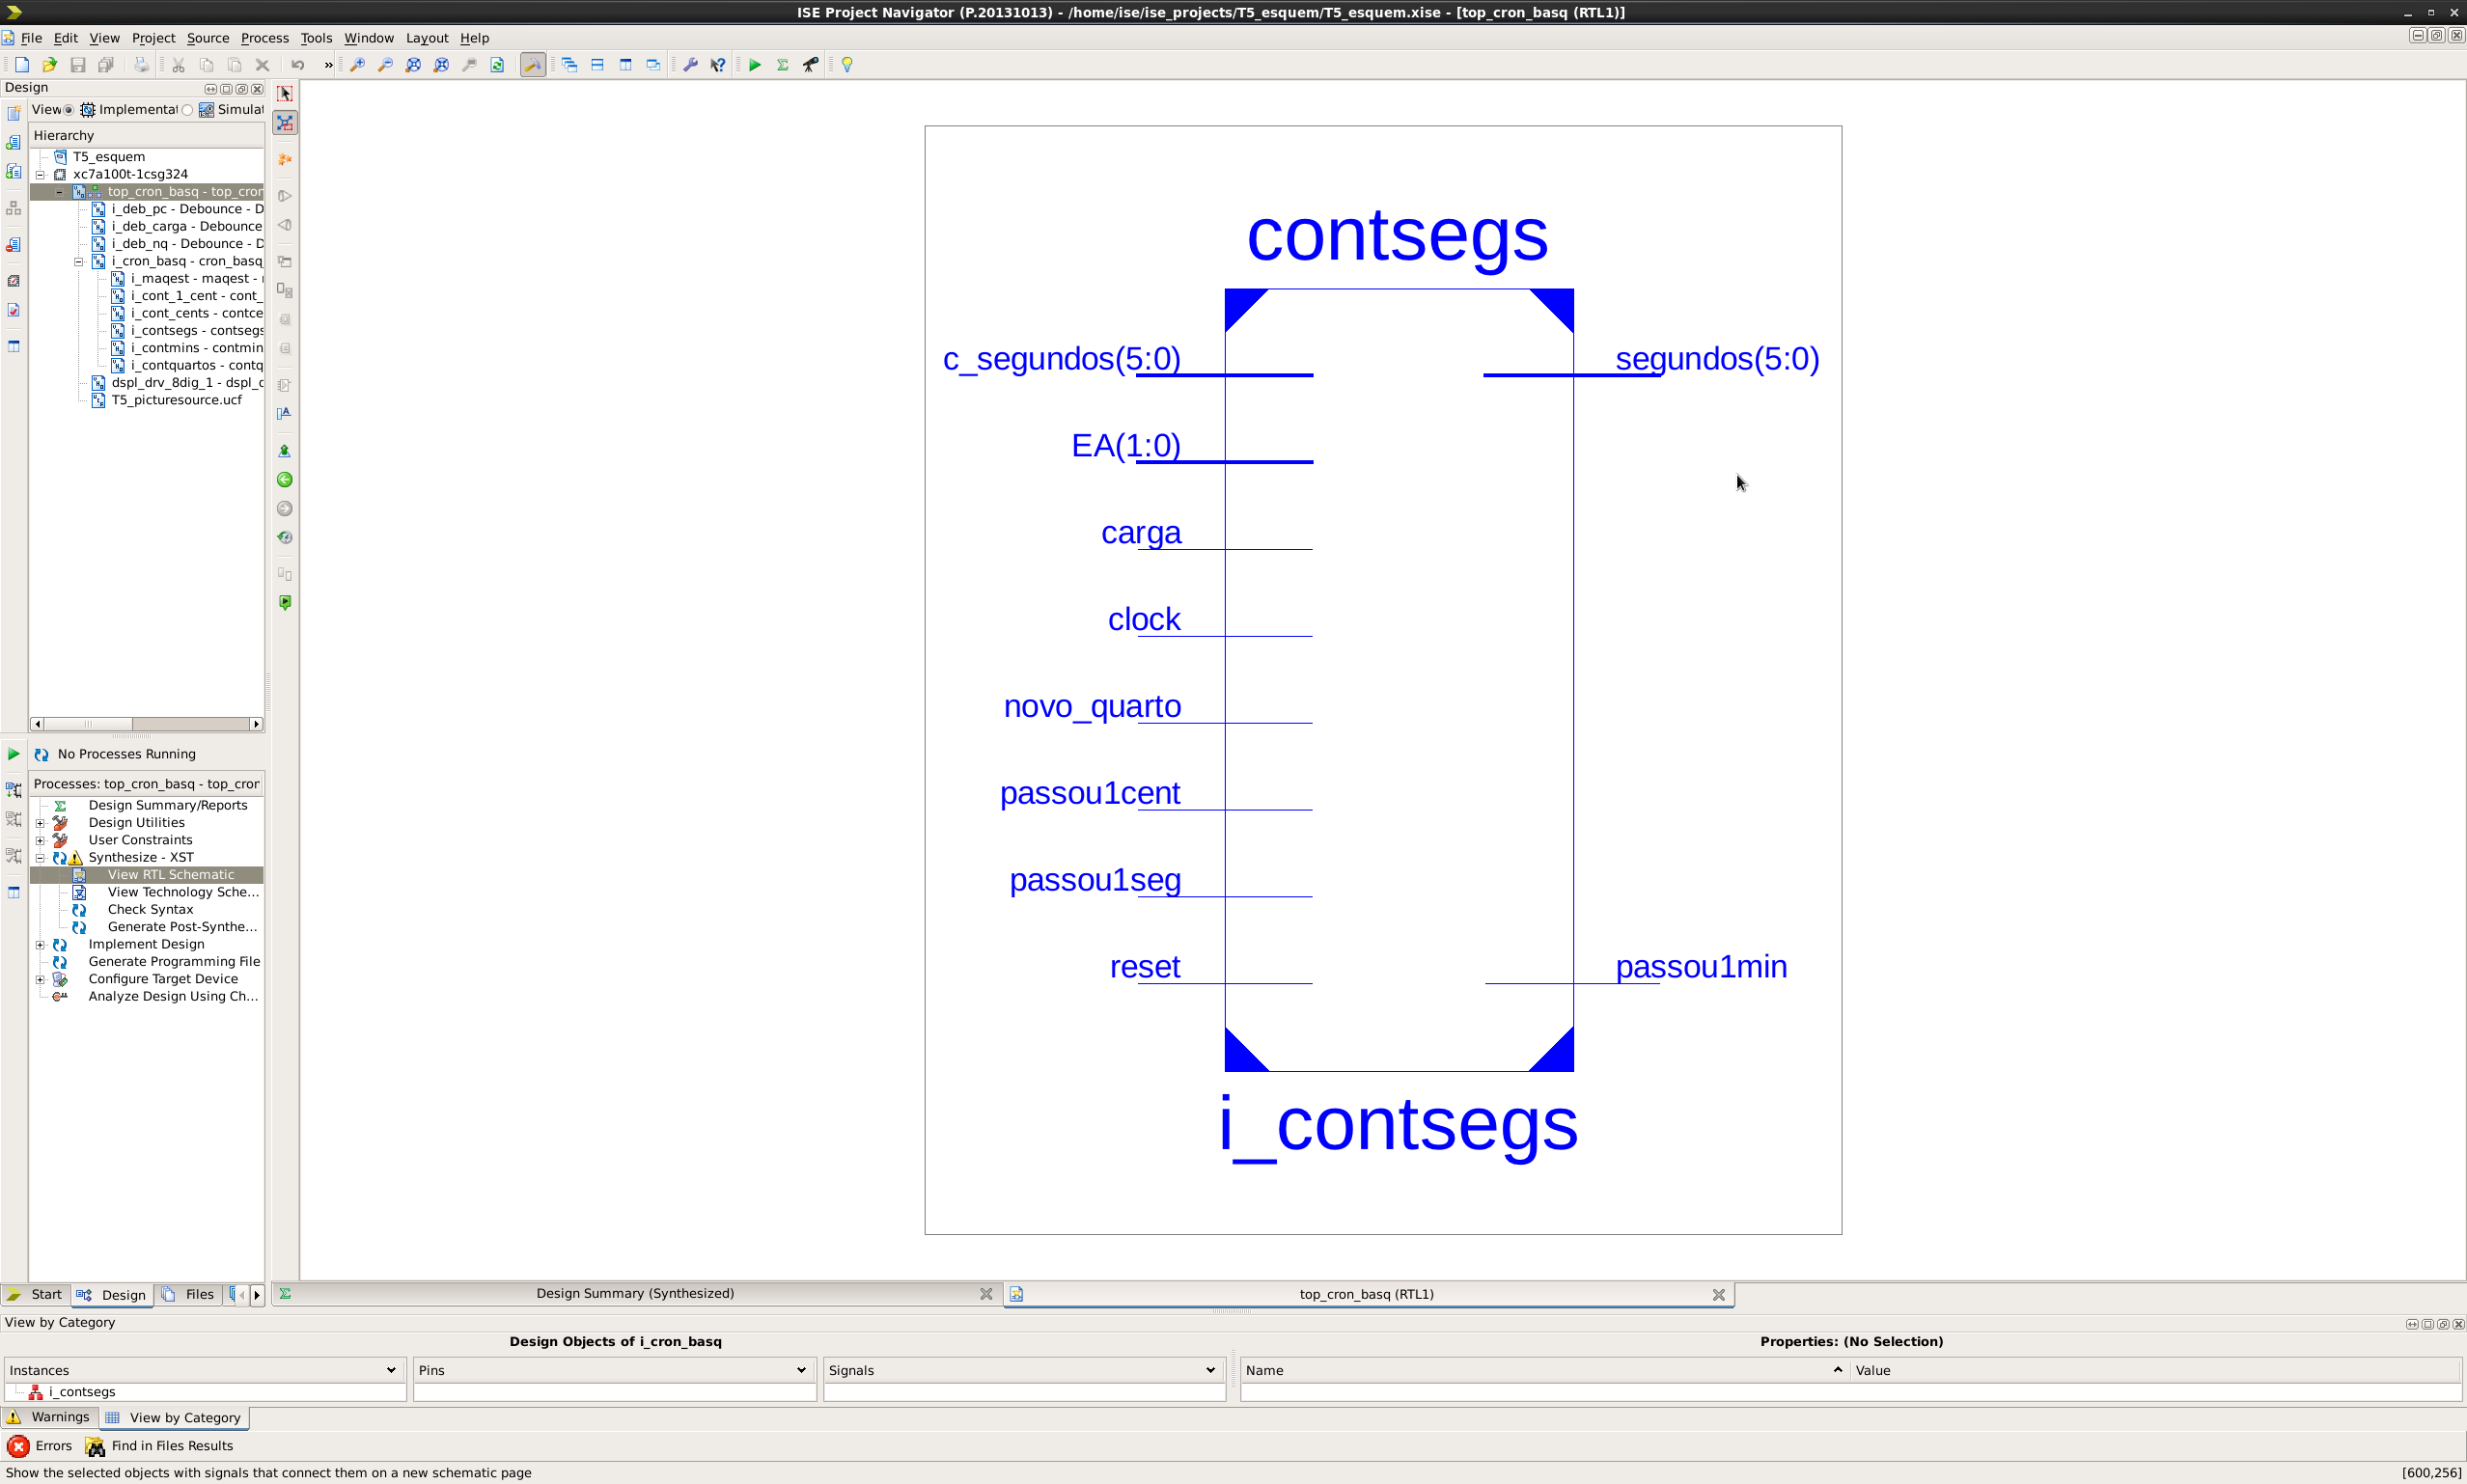 ISE Project Navigator (P.20131013) - /home/ise/ise_projects/T5_esquem/T5_esquem.xise - [top_cron_basq (RTL1)]
File Edit View Project Source Process Tools Window Layout Help
»
Design
View Implementat Simulat
Hierarchy
T5_esquem
xc7a100t-1csg324
top_cron_basq - top_cron
i_deb_pc - Debounce - D
i_deb_carga - Debounce
i_deb_nq - Debounce - D
i_cron_basq - cron_basq
i_maqest - maqest -
i_cont_1_cent - cont_
i_cont_cents - contce
i_contsegs - contsegs
i_contmins - contmin
i_contquartos - contq
dspl_drv_8dig_1 - dspl_d
T5_picturesource.ucf
No Processes Running
Processes: top_cron_basq - top_cron
Design Summary/Reports
Design Utilities
User Constraints
Synthesize - XST
View RTL Schematic
View Technology Sche...
Check Syntax
Generate Post-Synthe...
Implement Design
Generate Programming File
Configure Target Device
Analyze Design Using Ch...
Start Design Files
contsegs
c_segundos(5:0) segundos(5:0)
EA(1:0)
carga
clock
novo_quarto
passou1cent
passou1seg
reset passou1min
i_contsegs
Design Summary (Synthesized) top_cron_basq (RTL1)
View by Category
Design Objects of i_cron_basq Properties: (No Selection)
Instances Pins Signals Name Value
i_contsegs
Warnings View by Category
Errors Find in Files Results
Show the selected objects with signals that connect them on a new schematic page [600,256]